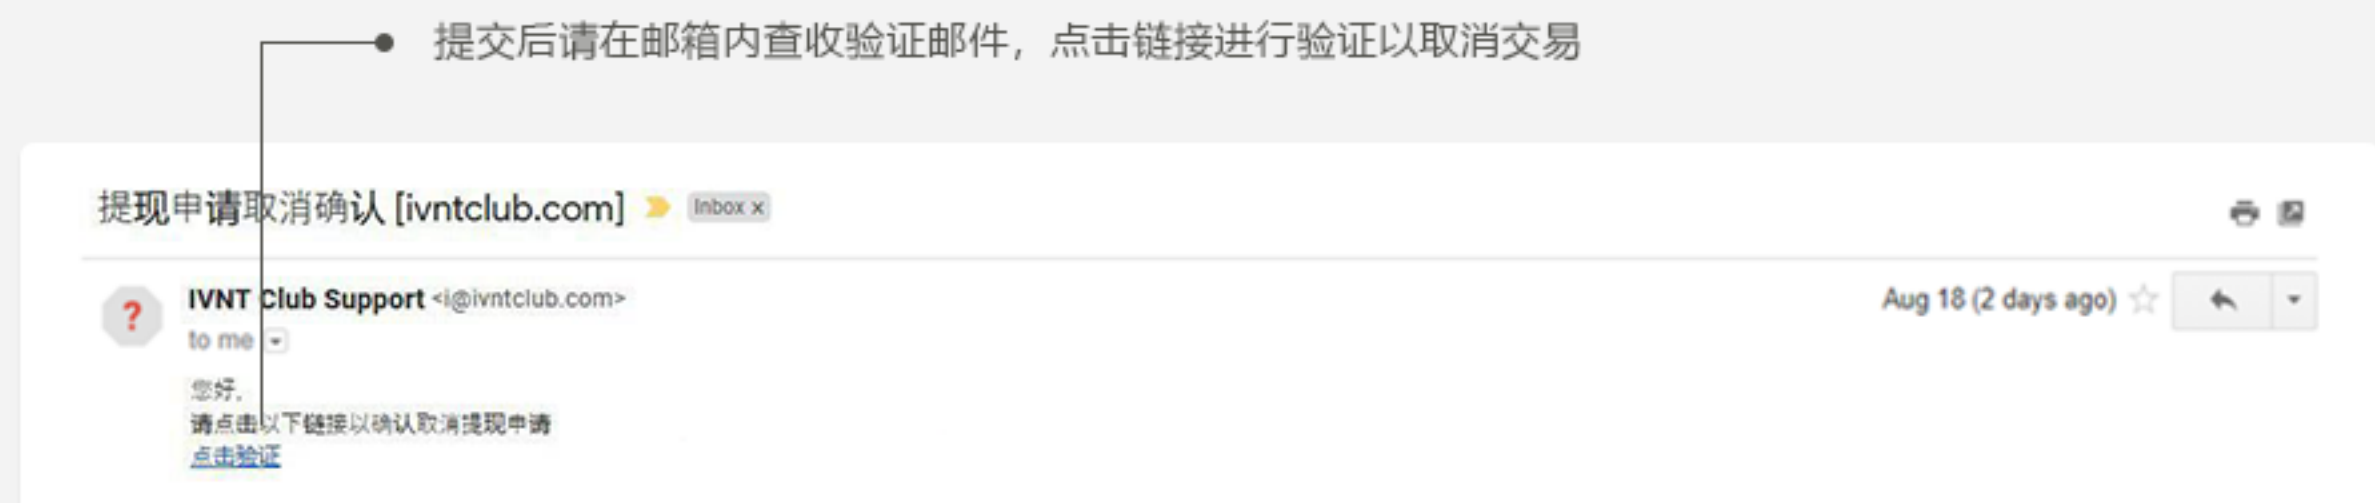 提交后请在邮箱内查收验证邮件，点击链接进行验证以取消交易
提现申请取消确认 [ivntclub.com] Inbox x
?
IVNT Club Support <i@ivntclub.com> Aug 18 (2 days ago)
to me
您好,
请点击以下链接以确认取消提现申请
点击验证